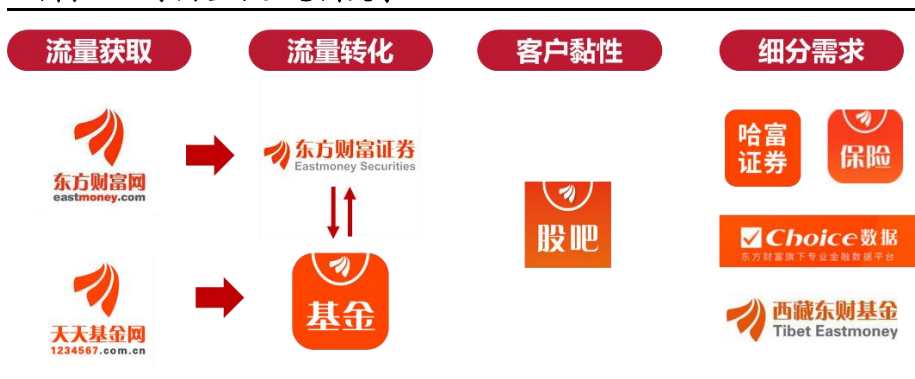 流量获取
流量转化
客户黏性
细分需求
东方财富网
eastmoney.com
东方财富证券
Eastmoney Securities
天天基金网
1234567.com.cn
基金
股吧
哈富
证券
保险
Choice数据
东方财富旗下专业金融数据平台
西藏东财基金
Tibet Eastmoney